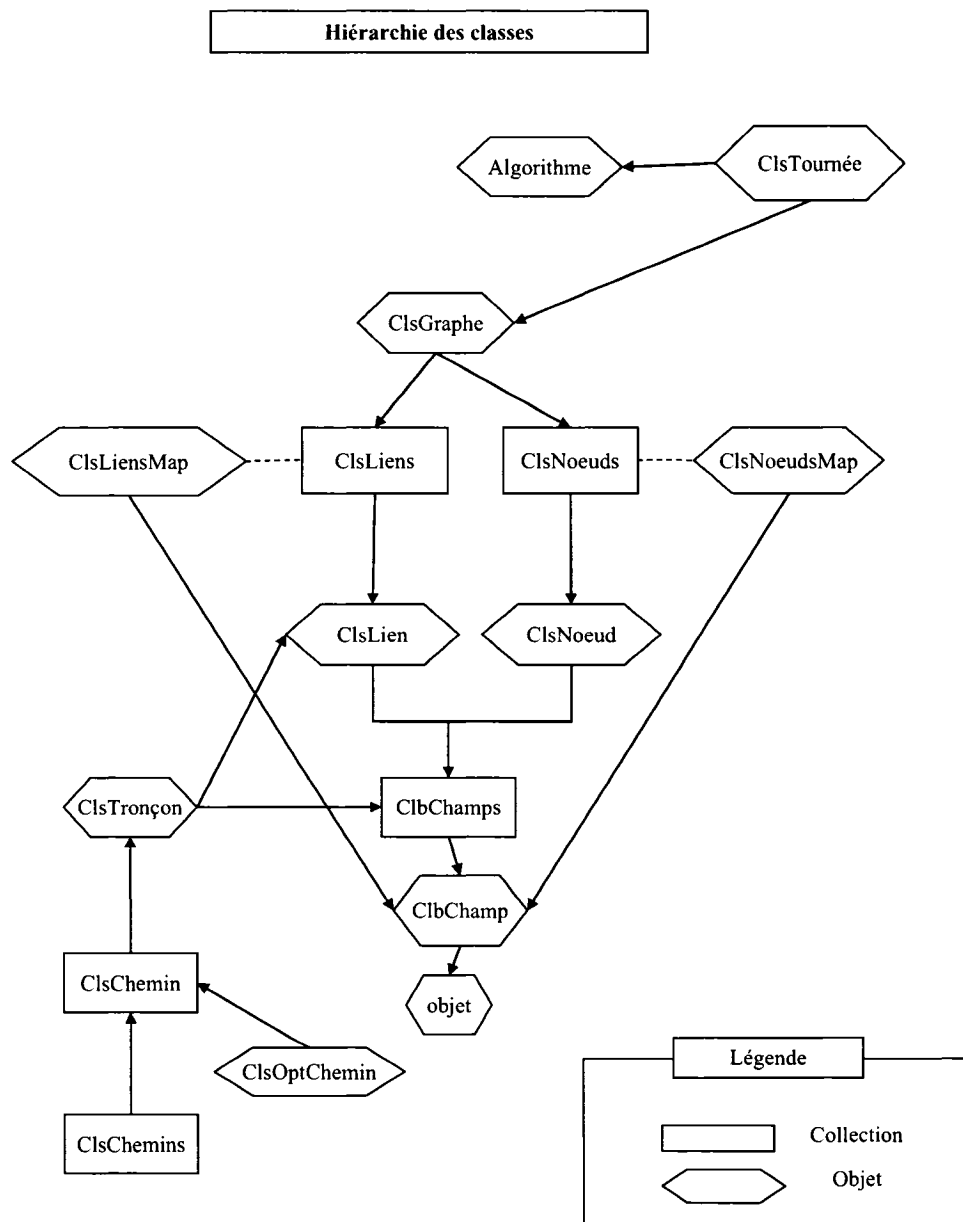 Hiérarchie des classes
Algorithme
ClsTournée
ClsGraphe
ClsLiensMap
ClsLiens
ClsNoeuds
ClsNoeudsMap
ClsLien
ClsNoeud
ClsTronçon
ClbChamps
ClbChamp
ClsChemin
objet
ClsOptChemin
Légende
ClsChemins
Collection
Objet